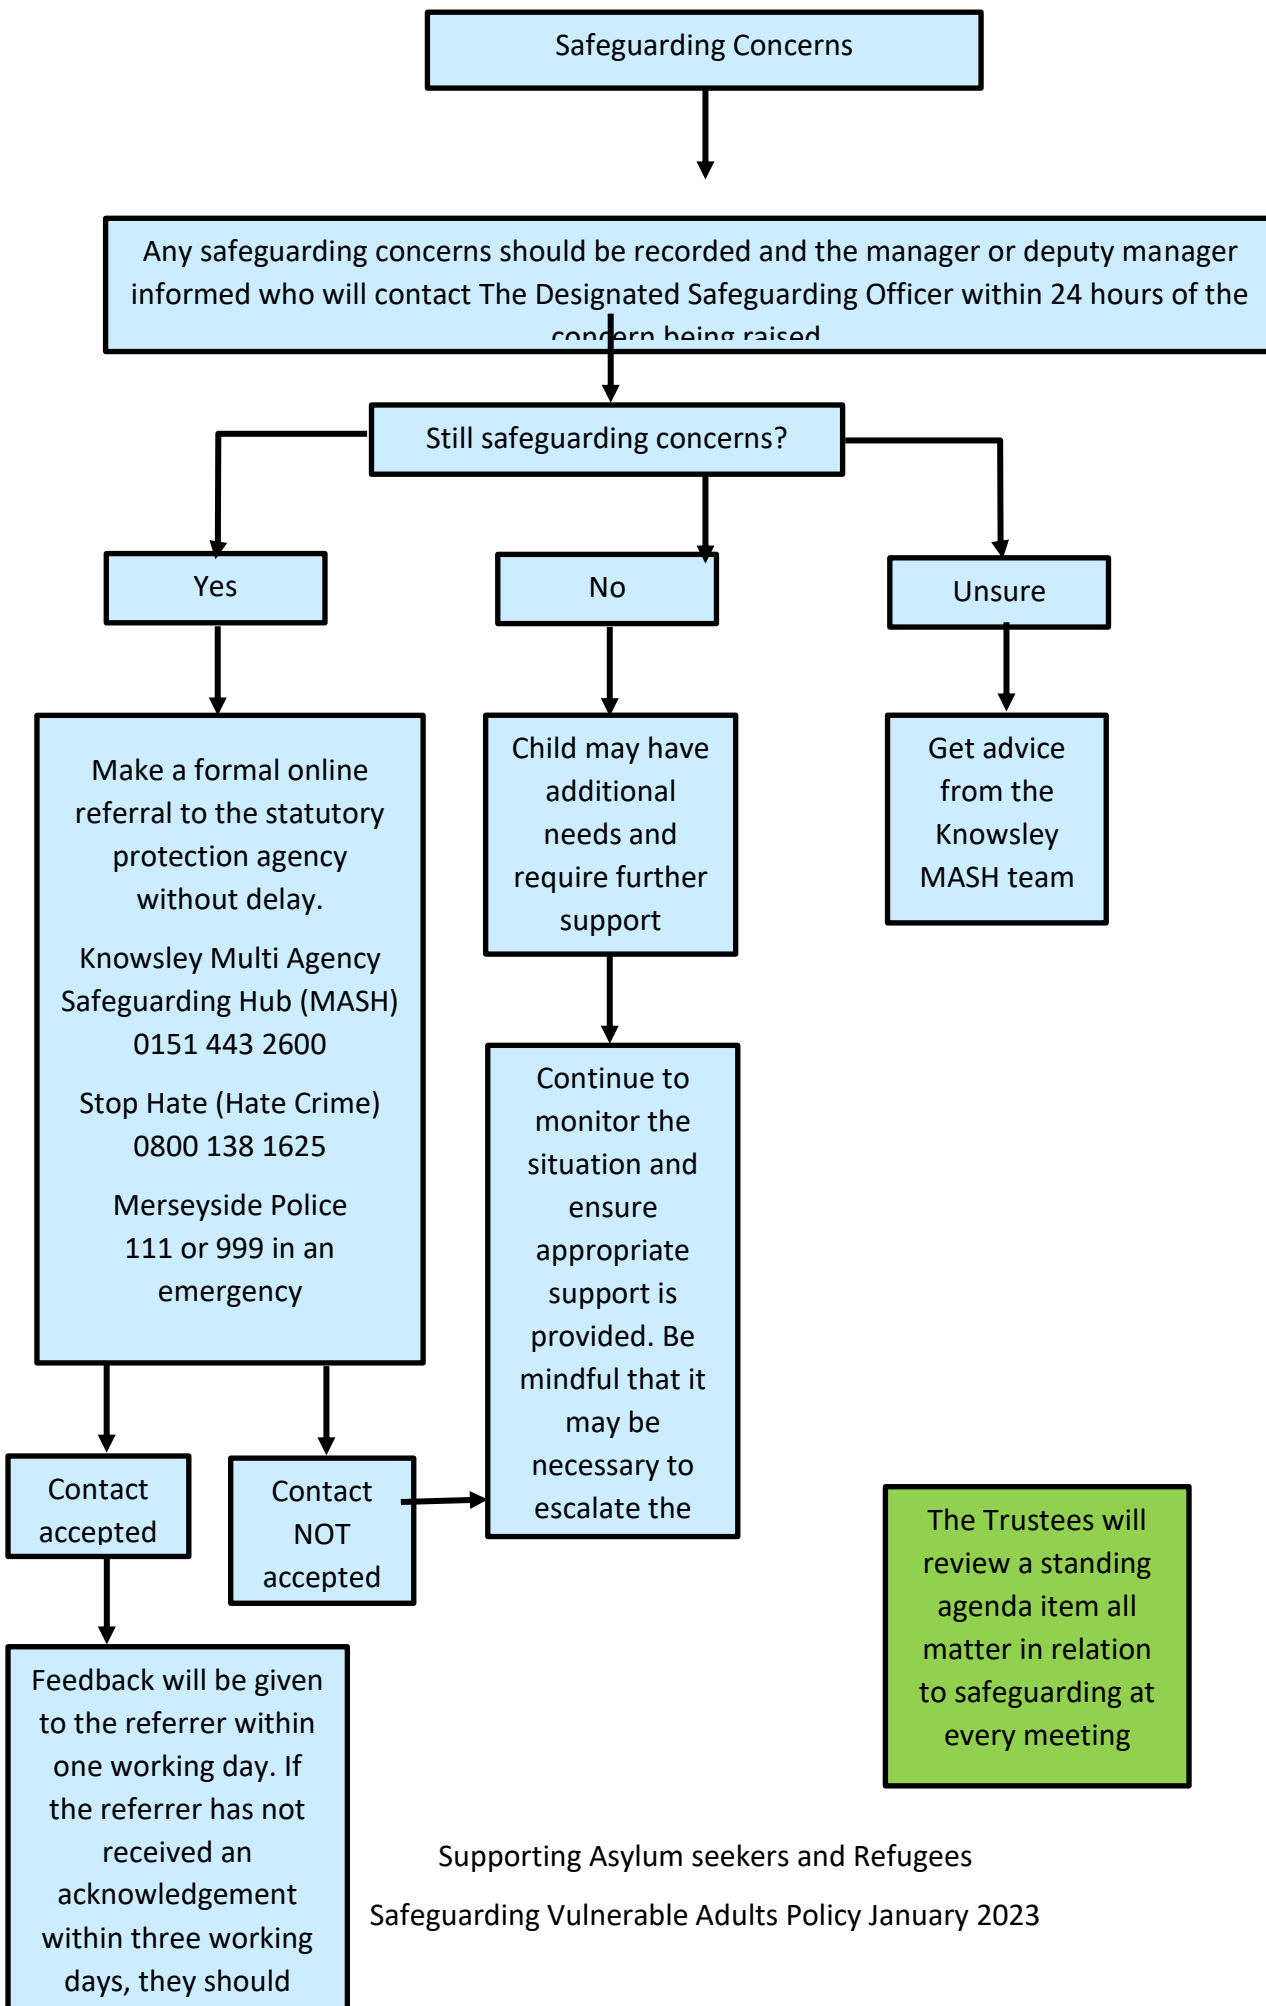 Safeguarding Concerns
Any safeguarding concerns should be recorded and the manager or deputy manager
informed who will contact The Designated Safeguarding Officer within 24 hours of the
concern being raised
Still safeguarding concerns?
Yes
No
Unsure
Make a formal online
referral to the statutory
protection agency
without delay.
Knowsley Multi Agency
Safeguarding Hub (MASH)
0151 443 2600
Stop Hate (Hate Crime)
0800 138 1625
Merseyside Police
111 or 999 in an
emergency
Child may have
additional
needs and
require further
support
Get advice
from the
Knowsley
MASH team
Continue to
monitor the
situation and
ensure
appropriate
support is
provided. Be
mindful that it
may be
necessary to
escalate the
Contact
accepted
Contact
NOT
accepted
The Trustees will
review a standing
agenda item all
matter in relation
to safeguarding at
every meeting
Feedback will be given
to the referrer within
one working day. If
the referrer has not
received an
acknowledgement
within three working
days, they should
Supporting Asylum seekers and Refugees
Safeguarding Vulnerable Adults Policy January 2023